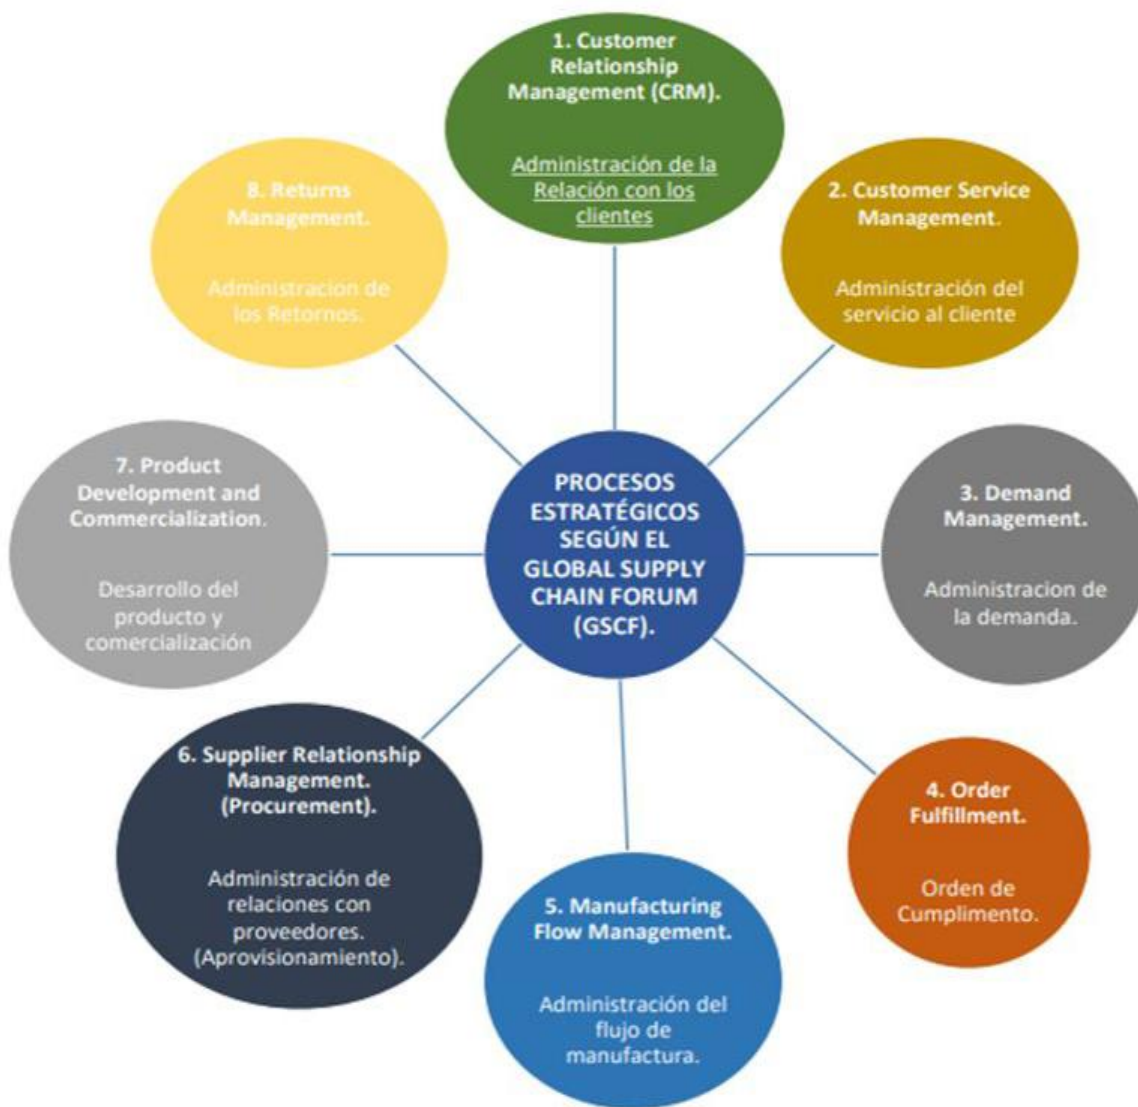 1. Customer
Relationship
Management (CRM).
Administración de la
Relación con los
clientes
2. Customer Service
Management.
Administración del
servicio al cliente
3. Demand
Management.
Administracion de
la demanda.
4. Order
Fulfillment.
Orden de
Cumplimento.
5. Manufacturing
Flow Management.
Administración del
flujo de
manufactura.
6. Supplier Relationship
Management.
(Procurement).
Administración de
relaciones con
proveedores.
(Aprovisionamiento).
7. Product
Development and
Commercialization.
Desarrollo del
producto y
comercialización
8. Returns
Management.
Administracion de
los Retornos.
PROCESOS
ESTRATÉGICOS
SEGÚN EL
GLOBAL SUPPLY
CHAIN FORUM
(GSCF).